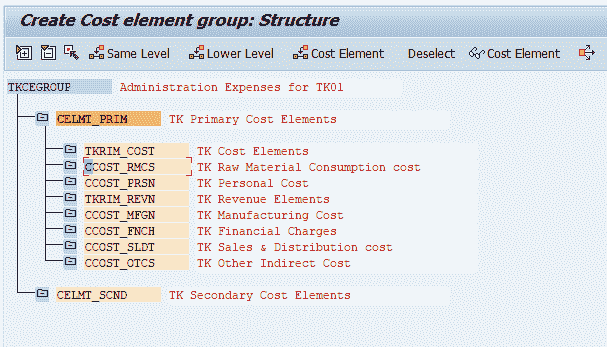 Create Cost element group: Structure
Same Level Lower Level Cost Element Deselect Cost Element
TKCEGROUP Administration Expenses for TK01
CELMT_PRIM TK Primary Cost Elements
TKRIM_COST TK Cost Elements
CCOST_RMCS TK Raw Material Consumption cost
CCOST_PRSN TK Personal Cost
TKRIM_REVN TK Revenue Elements
CCOST_MFGN TK Manufacturing Cost
CCOST_FNCH TK Financial Charges
CCOST_SLDT TK Sales & Distribution cost
CCOST_OTCS TK Other Indirect Cost
CELMT_SCND TK Secondary Cost Elements